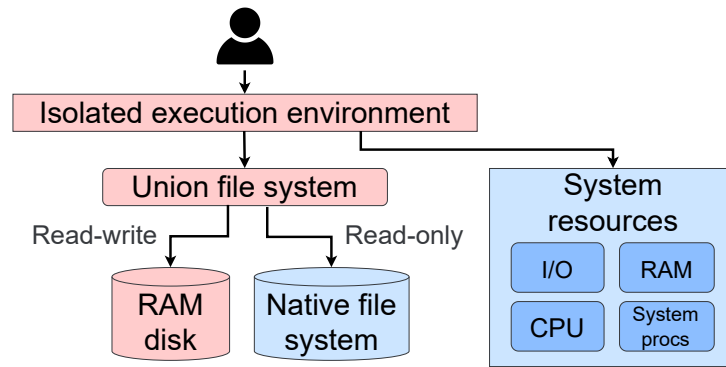 Isolated execution environment
Union file system
System
resources
Read-write
Read-only
I/O
RAM
RAM
disk
Native file
system
CPU
System
procs